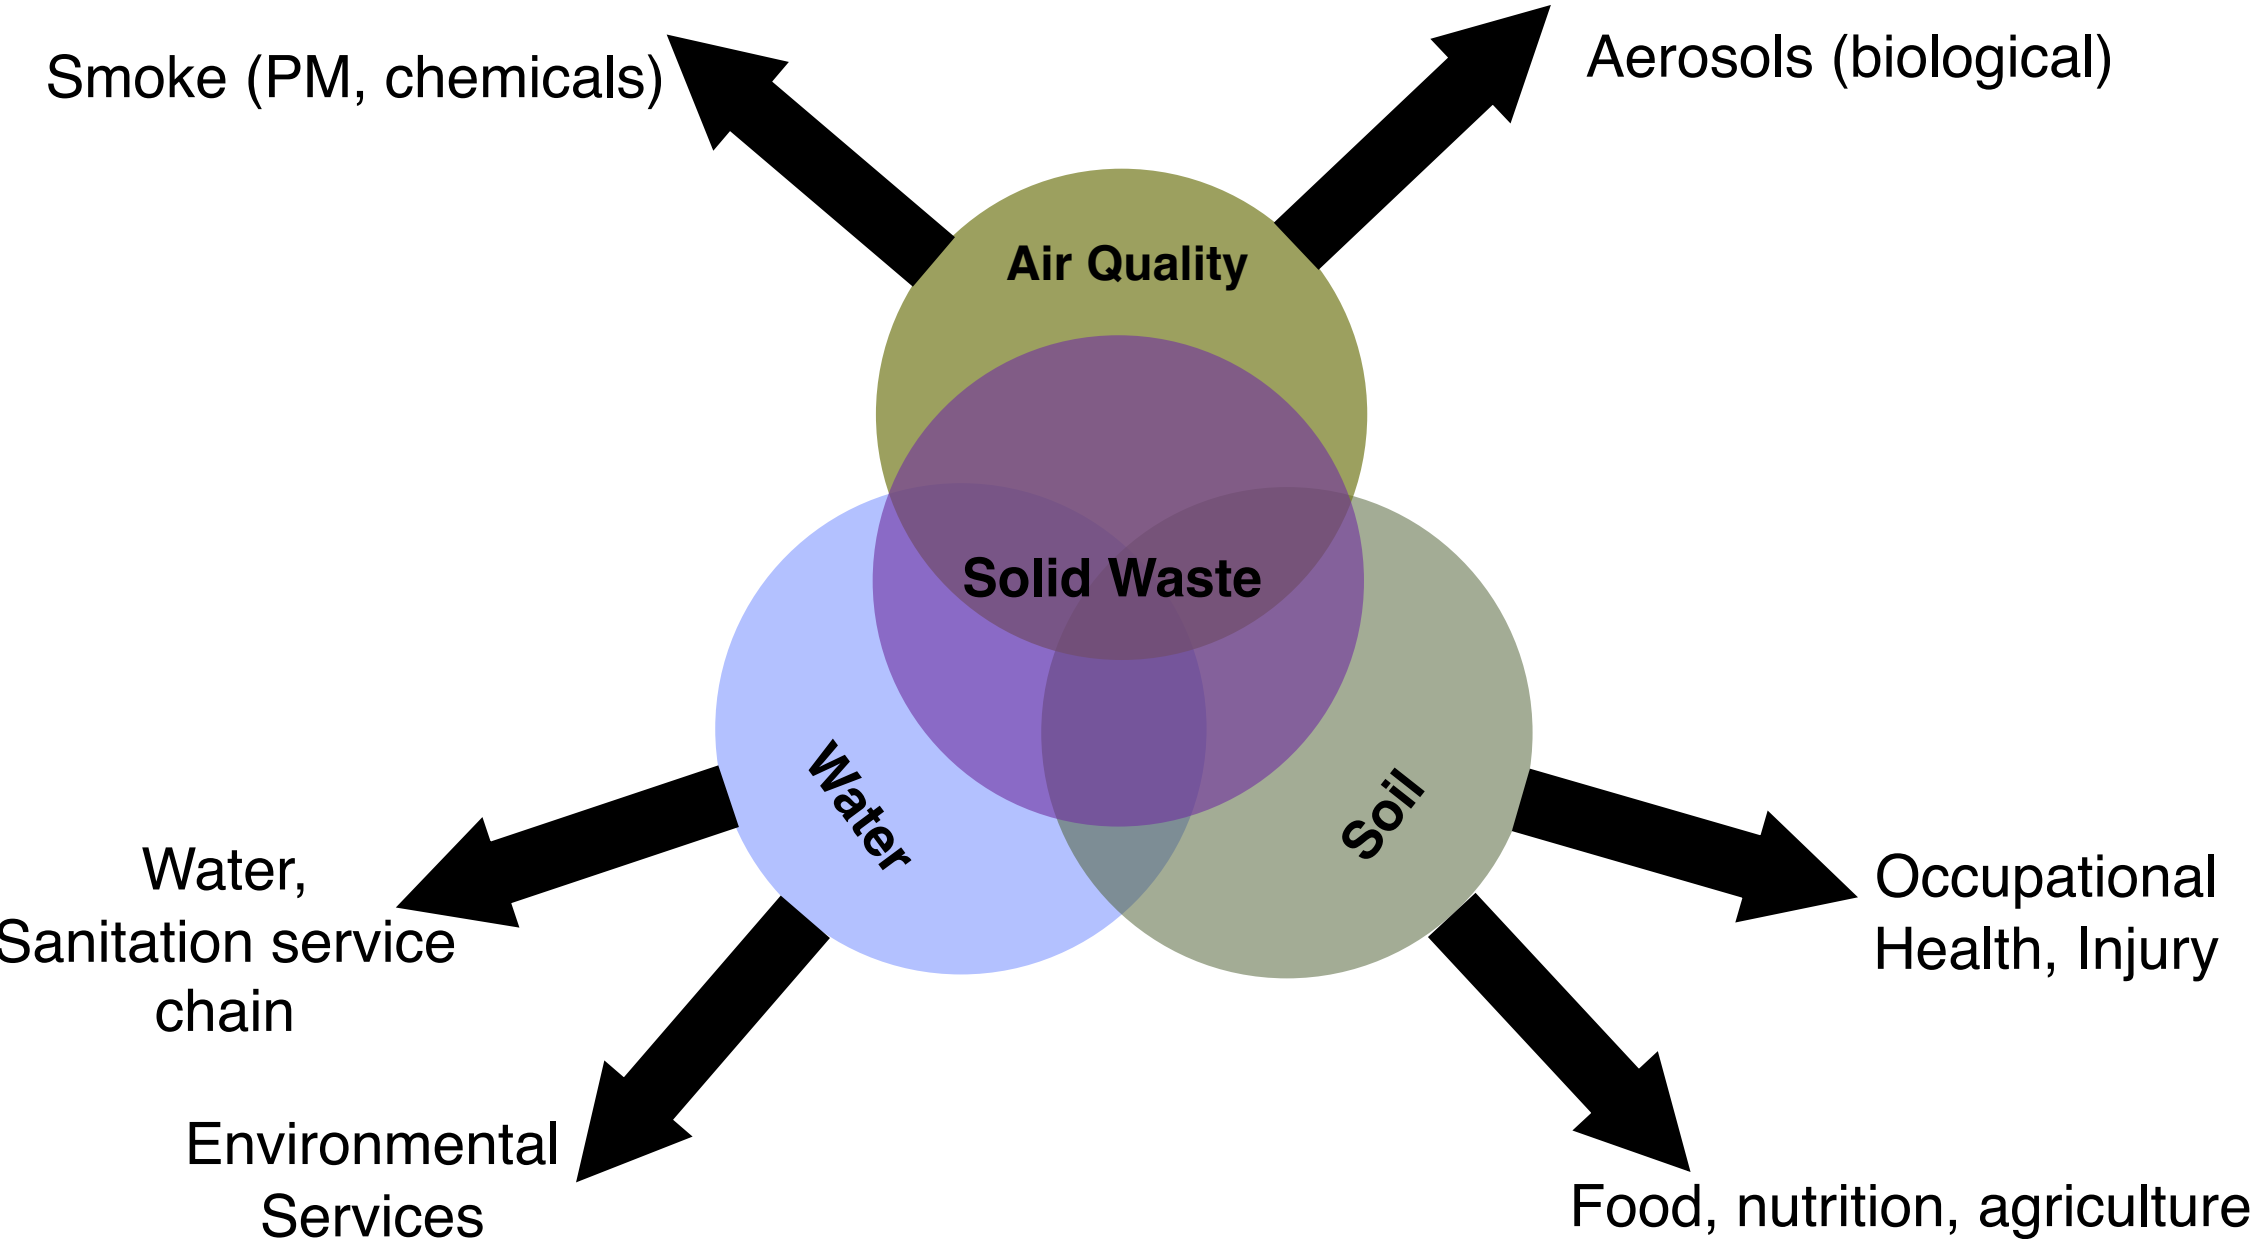 Smoke (PM, chemicals)
Aerosols (biological)
Air Quality
Solid Waste
Water
Soil
Water,
Sanitation service
chain
Occupational
Health, Injury
Environmental
Services
Food, nutrition, agriculture